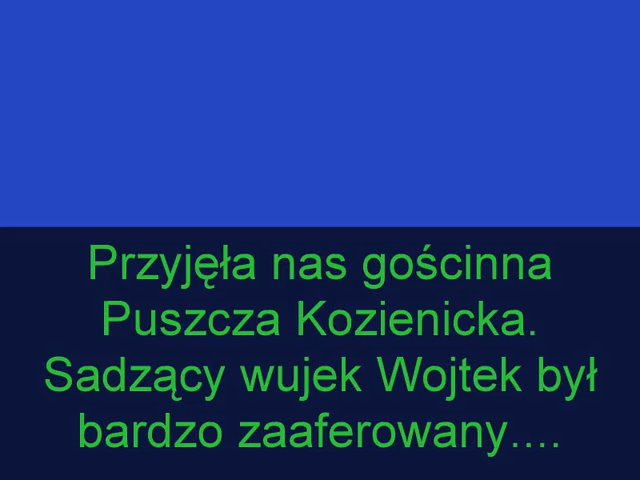 Przyjęła nas gościnna
Puszcza Kozienicka.
Sadzący wujek Wojtek był
bardzo zaaferowany....